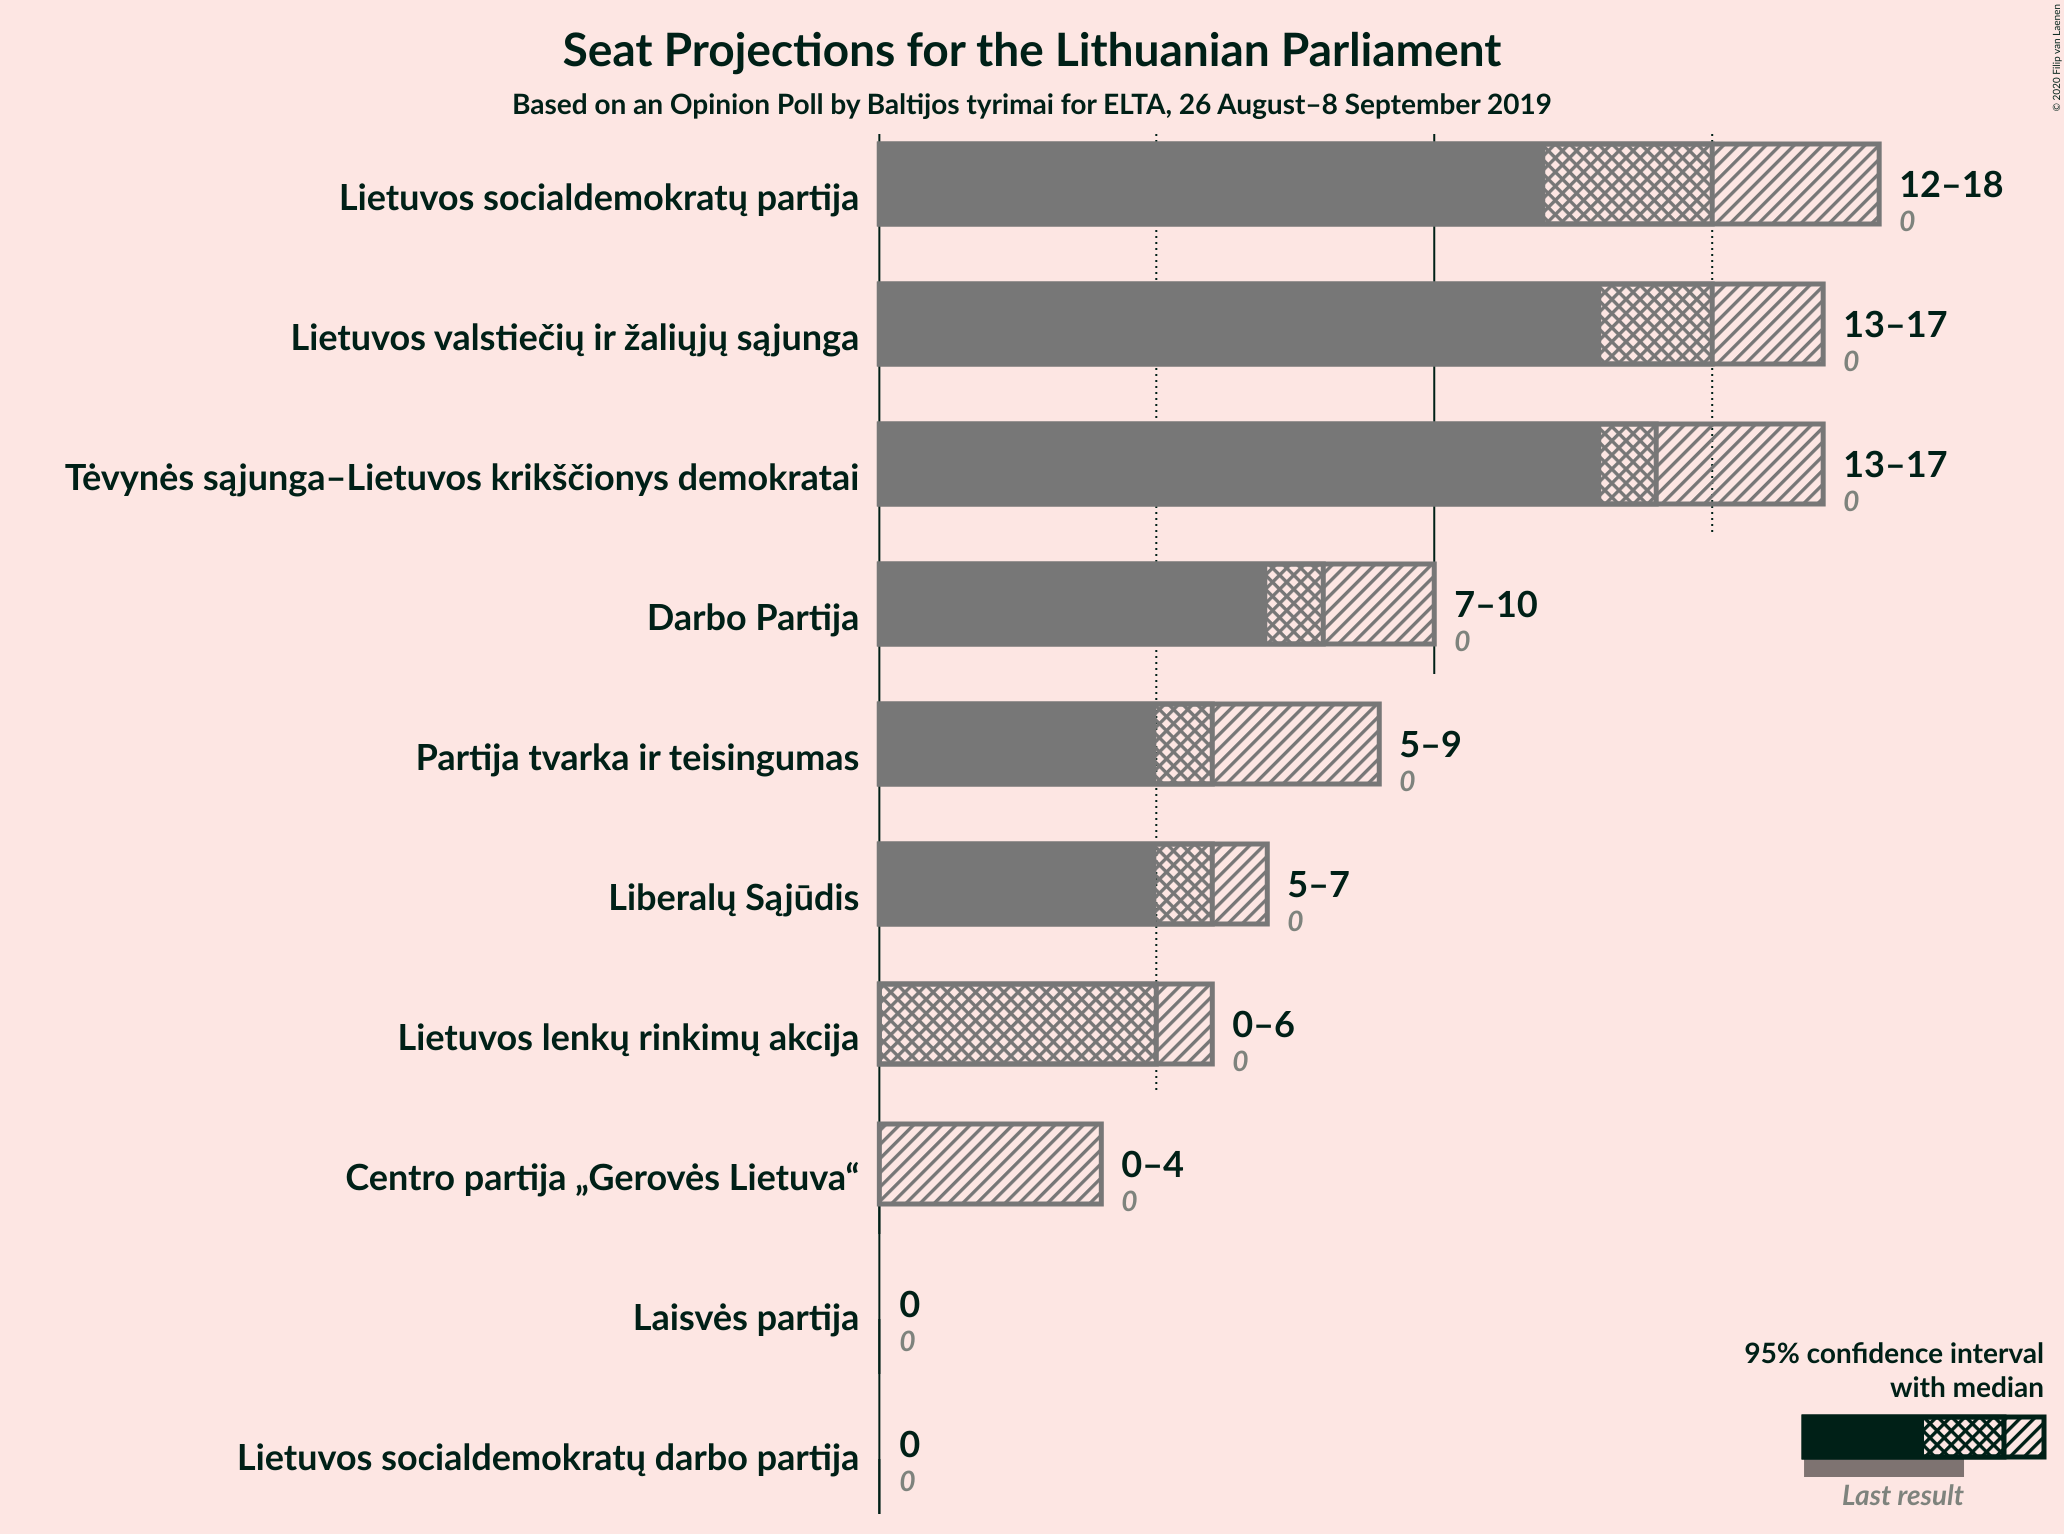 Seat Projections for the Lithuanian Parliament
Based on an Opinion Poll by Baltijos tyrimai for ELTA, 26 August–8 September 2019
© 2020 Filip van Laenen
Lietuvos socialdemokratų partija
12–18
0
Lietuvos valstiečių ir žaliųjų sąjunga
13–17
0
Tėvynės sąjunga–Lietuvos krikščionys demokratai
13–17
0
Darbo Partija
7–10
0
Partija tvarka ir teisingumas
5–9
0
Liberalų Sąjūdis
5–7
0
Lietuvos lenkų rinkimų akcija
0–6
0
Centro partija „Gerovės Lietuva“
0–4
0
Laisvės partija
0
0
Lietuvos socialdemokratų darbo partija
0
0
95% confidence interval
with median
Last result